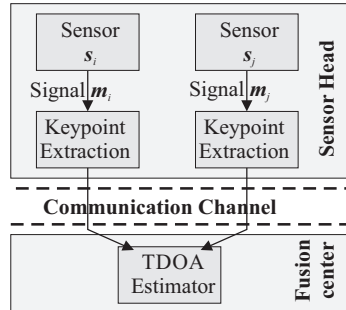 Sensor
s_i
Sensor
s_j
Signal m_i
Signal m_j
Keypoint
Extraction
Keypoint
Extraction
Sensor Head
Communication Channel
TDOA
Estimator
Fusion
center